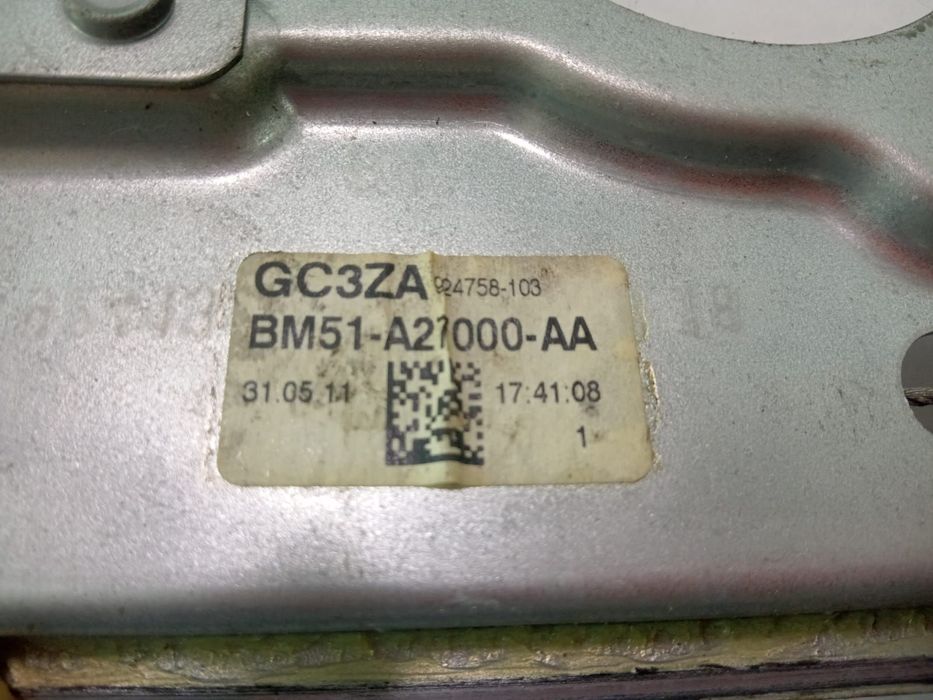 GC3ZA 924758-103
BM51-A27000-AA
31.05.11 17:41:08
1